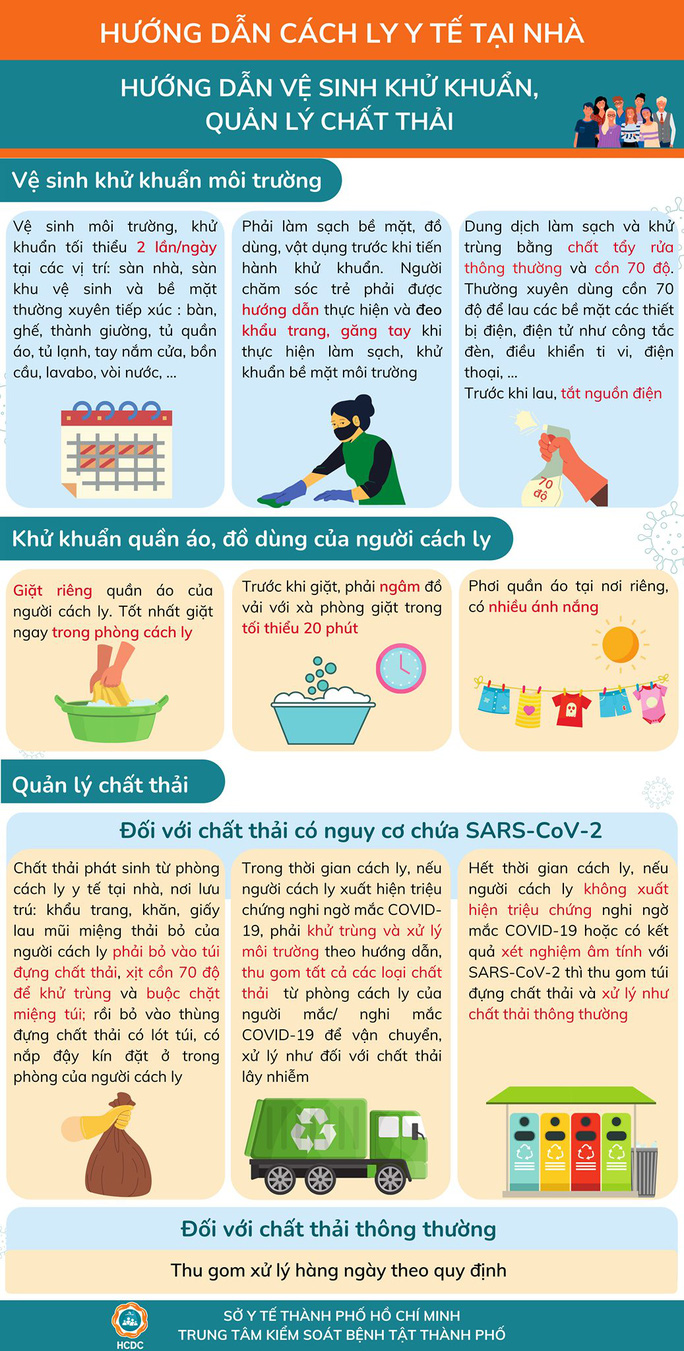 HƯỚNG DẪN CÁCH LY Y TẾ TẠI NHÀ
HƯỚNG DẪN VỆ SINH KHỬ KHUẨN,
QUẢN LÝ CHẤT THẢI
Vệ sinh khử khuẩn môi trường
Vệ sinh môi trường, khử
khuẩn tối thiểu 2 lần/ngày
tại các vị trí: sàn nhà, sàn
khu vệ sinh và bề mặt
thường xuyên tiếp xúc : bàn,
ghế, thành giường, tủ quần
áo, tủ lạnh, tay nắm cửa, bồn
cầu, lavabo, vòi nước, ...
Phải làm sạch bề mặt, đồ
dùng, vật dụng trước khi tiến
hành khử khuẩn. Người
chăm sóc trẻ phải được
hướng dẫn thực hiện và đeo
khẩu trang, găng tay khi
thực hiện làm sạch, khử
khuẩn bề mặt môi trường
Dung dịch làm sạch và khử
trùng bằng chất tẩy rửa
thông thường và cồn 70 độ.
Thường xuyên dùng cồn 70
độ để lau các bề mặt các thiết
bị điện, điện tử như công tắc
đèn, điều khiển ti vi, điện
thoại, ...
Trước khi lau, tắt nguồn điện
70
độ
Khử khuẩn quần áo, đồ dùng của người cách ly
Giặt riêng quần áo của
người cách ly. Tốt nhất giặt
ngay trong phòng cách ly
Trước khi giặt, phải ngâm đồ
vải với xà phòng giặt trong
tối thiểu 20 phút
Phơi quần áo tại nơi riêng,
có nhiều ánh nắng
Quản lý chất thải
Đối với chất thải có nguy cơ chứa SARS-CoV-2
Chất thải phát sinh từ phòng
cách ly y tế tại nhà, nơi lưu
trú: khẩu trang, khăn, giấy
lau mũi miệng thải bỏ của
người cách ly phải bỏ vào túi
đựng chất thải, xịt cồn 70 độ
để khử trùng và buộc chặt
miệng túi; rồi bỏ vào thùng
đựng chất thải có lót túi, có
nắp đậy kín đặt ở trong
phòng của người cách ly
Trong thời gian cách ly, nếu
người cách ly xuất hiện triệu
chứng nghi ngờ mắc COVID-
19, phải khử trùng và xử lý
môi trường theo hướng dẫn,
thu gom tất cả các loại chất
thải từ phòng cách ly của
người mắc/ nghi mắc
COVID-19 để vận chuyển,
xử lý như đối với chất thải
lây nhiễm
Hết thời gian cách ly, nếu
người cách ly không xuất
hiện triệu chứng nghi ngờ
mắc COVID-19 hoặc có kết
quả xét nghiệm âm tính với
SARS-CoV-2 thì thu gom túi
đựng chất thải và xử lý như
chất thải thông thường
Đối với chất thải thông thường
Thu gom xử lý hàng ngày theo quy định
HCDC
SỞ Y TẾ THÀNH PHỐ HỒ CHÍ MINH
TRUNG TÂM KIỂM SOÁT BỆNH TẬT THÀNH PHỐ